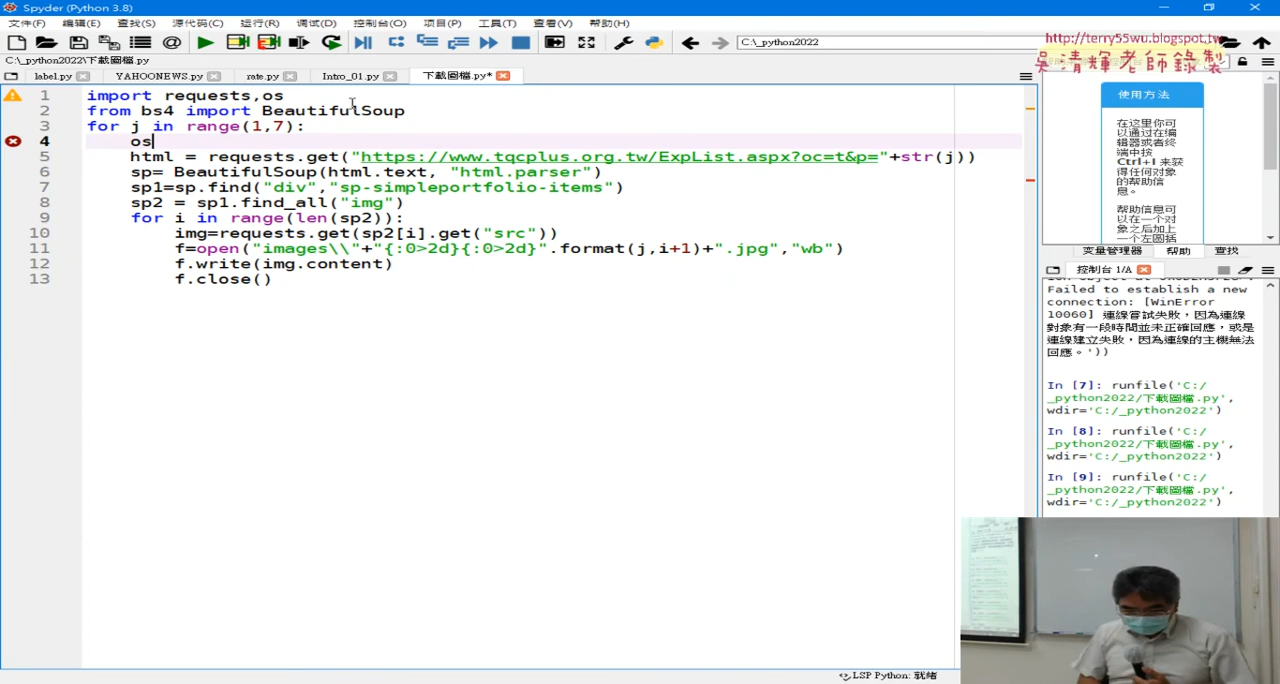 Spyder (Python 3.8)
文件(F) 编辑(E) 查找(S) 源代码(C) 运行(R) 调试(D) 控制台(O) 项目(P) 工具(T) 查看(V) 帮助(H)
C:\_python2022
http://terry55wu.blogspot.tw
吳清輝老師錄製
C:\_python2022\下載圖檔.py
label.py YAHOONEWS.py rate.py Intro_01.py 下載圖檔.py*
1 import requests,os
2 from bs4 import BeautifulSoup
3 for j in range(1,7):
4 os
5 html = requests.get("https://www.tqcplus.org.tw/ExpList.aspx?oc=t&p="+str(j))
6 sp= BeautifulSoup(html.text, "html.parser")
7 sp1=sp.find("div","sp-simpleportfolio-items")
8 sp2 = sp1.find_all("img")
9 for i in range(len(sp2)):
10 img=requests.get(sp2[i].get("src"))
11 f=open("images\\"+"{:0>2d}{:0>2d}".format(j,i+1)+".jpg","wb")
12 f.write(img.content)
13 f.close()
使用方法
在这里你可
以通过在编
辑器或者终
端中按
Ctrl+I 来获
得任何对象
的帮助信
息。
帮助信息可
以在一个对
象之后加上
一个左圆括
变量管理器 帮助 查找
控制台 1/A
Failed to establish a new
connection: [WinError
10060] 連線嘗試失敗，因為連線
對象有一段時間並未正確回應，或是
連線建立失敗，因為連線的主機無法
回應。'))
In [7]: runfile('C:/
_python2022/下載圖檔.py',
wdir='C:/_python2022')
In [8]: runfile('C:/
_python2022/下載圖檔.py',
wdir='C:/_python2022')
In [9]: runfile('C:/
_python2022/下載圖檔.py',
wdir='C:/_python2022')
LSP Python: 就绪